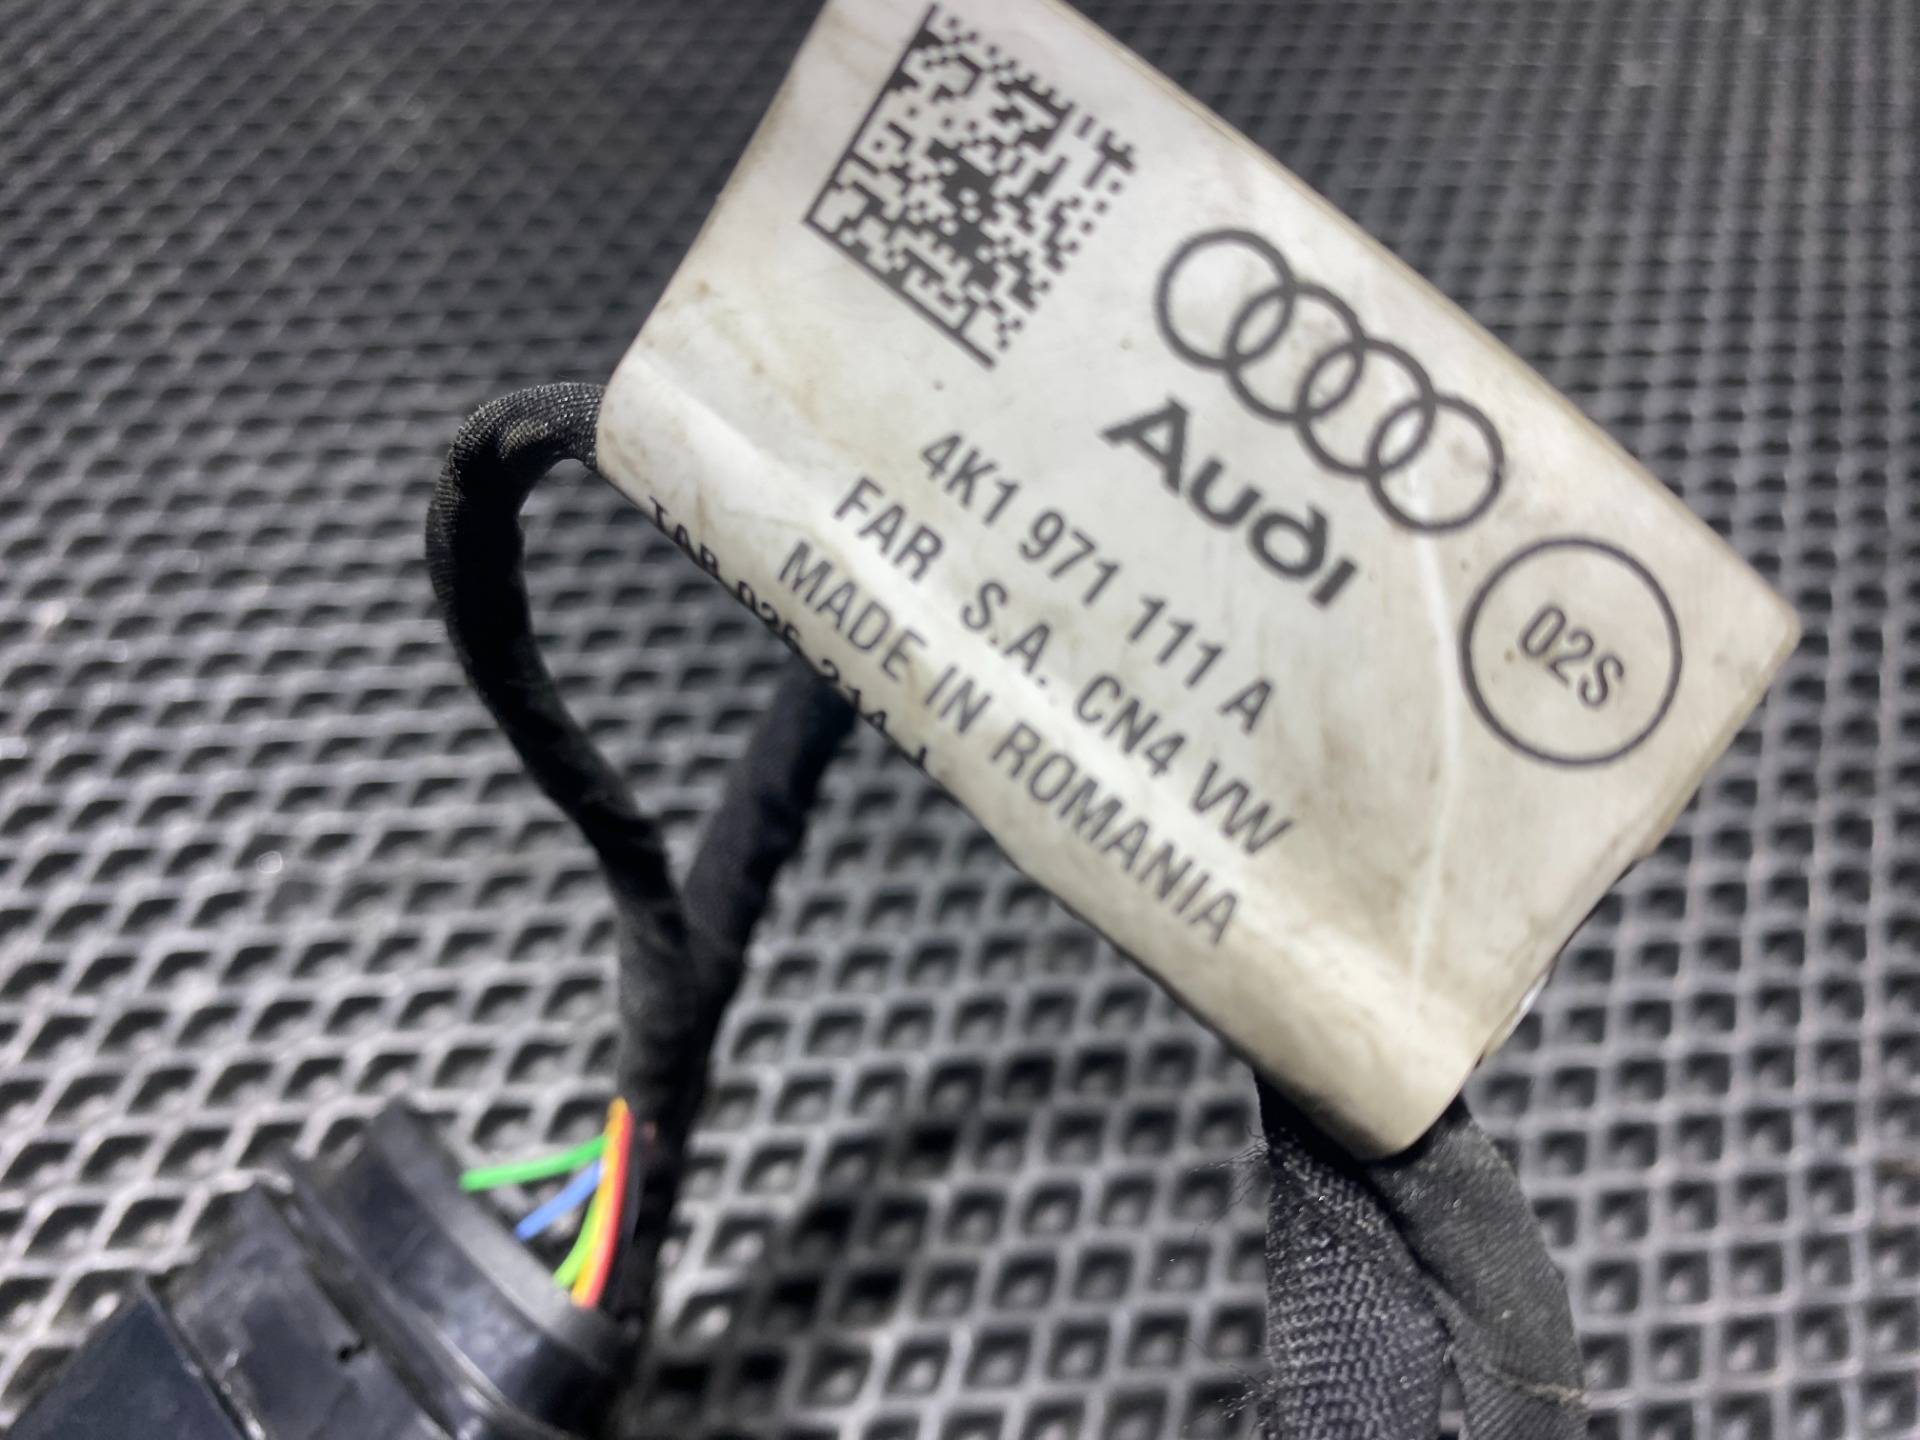 Audi
02S
4K1 971 111 A
FAR S.A. CN4 VW
MADE IN ROMANIA